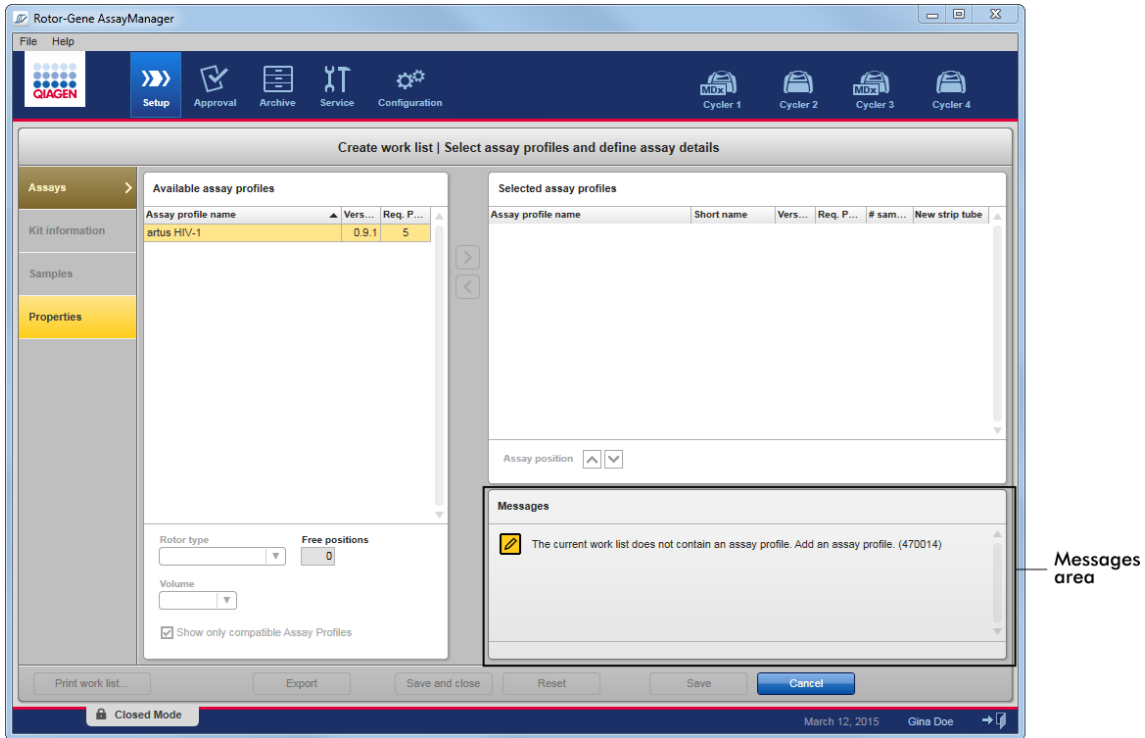 Rotor-Gene AssayManager
File Help
QIAGEN
Setup Approval Archive Service Configuration
MDx MDx
Cycler 1 Cycler 2 Cycler 3 Cycler 4
Create work list | Select assay profiles and define assay details
Assays
Kit information
Samples
Properties
Available assay profiles
Assay profile name Vers... Req. P...
artus HIV-1 0.9.1 5
Rotor type Free positions
0
Volume
Show only compatible Assay Profiles
Selected assay profiles
Assay profile name Short name Vers... Req. P... # sam... New strip tube
Assay position
Messages
The current work list does not contain an assay profile. Add an assay profile. (470014)
Messages
area
Print work list... Export Save and close Reset Save Cancel
Closed Mode
March 12, 2015 Gina Doe